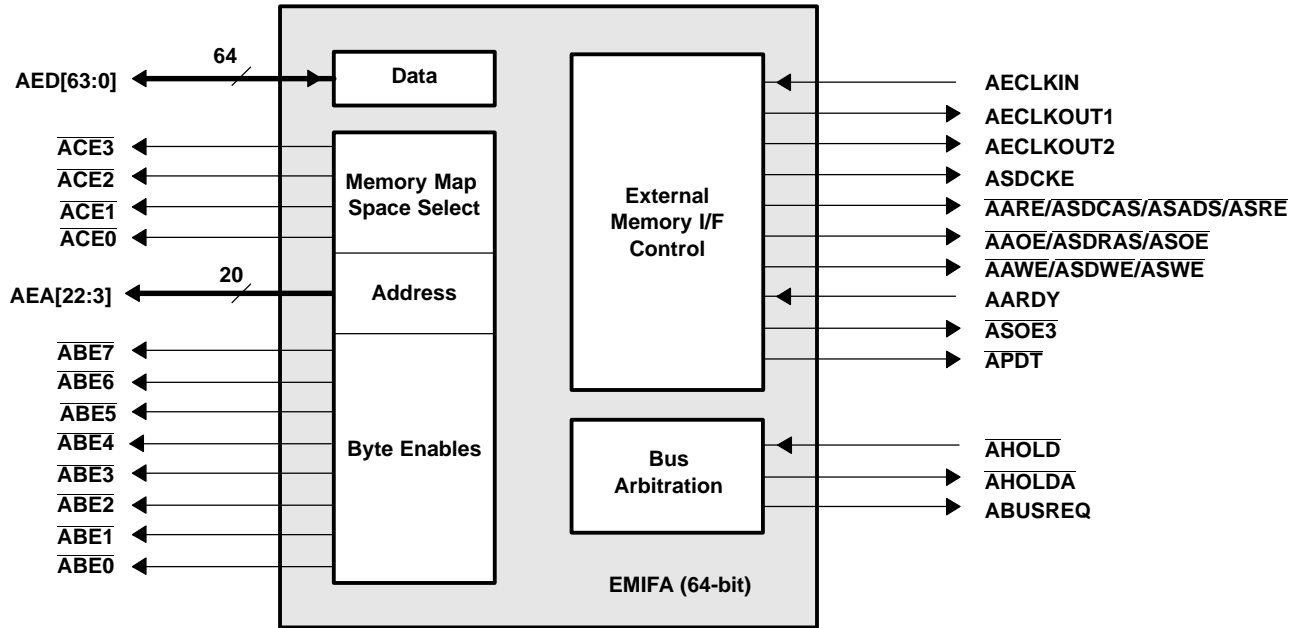 64
AED[63:0]
Data
ACE3
ACE2
ACE1
ACE0
Memory Map
Space Select
20
AEA[22:3]
Address
ABE7
ABE6
ABE5
ABE4
ABE3
ABE2
ABE1
ABE0
Byte Enables
External
Memory I/F
Control
AECLKIN
AECLKOUT1
AECLKOUT2
ASDCKE
AARE/ASDCAS/ASADS/ASRE
AAOE/ASDRAS/ASOE
AAWE/ASDWE/ASWE
AARDY
ASOE3
APDT
Bus
Arbitration
AHOLD
AHOLDA
ABUSREQ
EMIFA (64-bit)